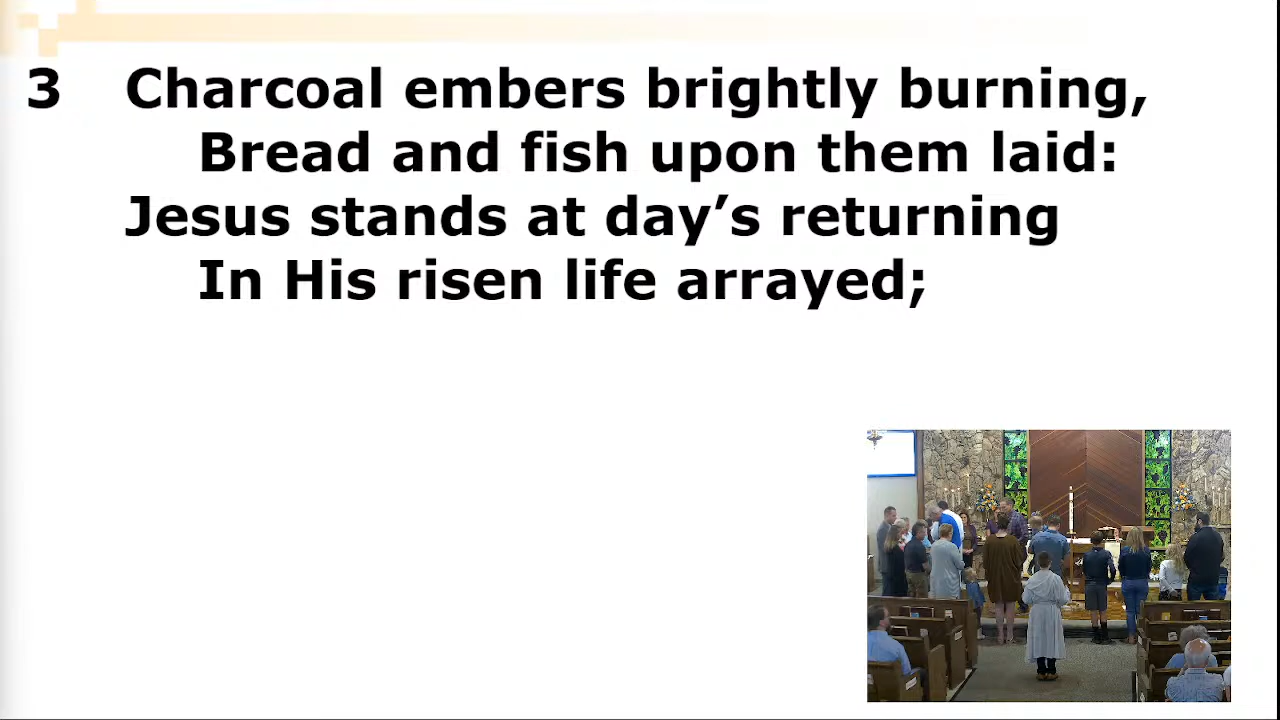 3 Charcoal embers brightly burning,
Bread and fish upon them laid:
Jesus stands at day’s returning
In His risen life arrayed;